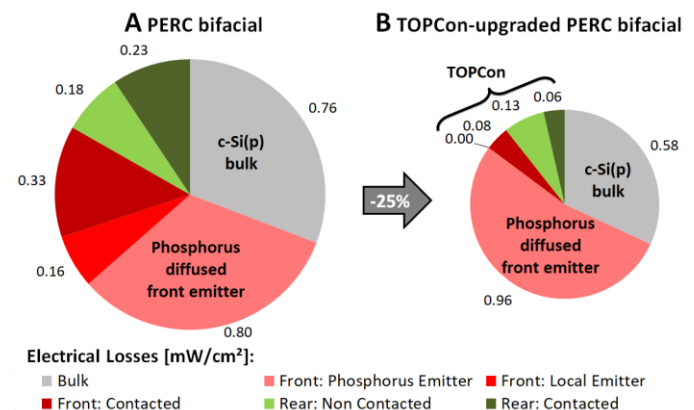 A PERC bifacial
0.23
0.18
0.76
0.33
0.16
0.80
c-Si(p)
bulk
Phosphorus
diffused
front emitter
-25%
B TOPCon-upgraded PERC bifacial
TOPCon
0.06
0.13
0.08
0.00
0.58
0.96
c-Si(p)
bulk
Phosphorus
diffused
front emitter
Electrical Losses [mW/cm²]:
Bulk
Front: Phosphorus Emitter
Front: Local Emitter
Front: Contacted
Rear: Non Contacted
Rear: Contacted